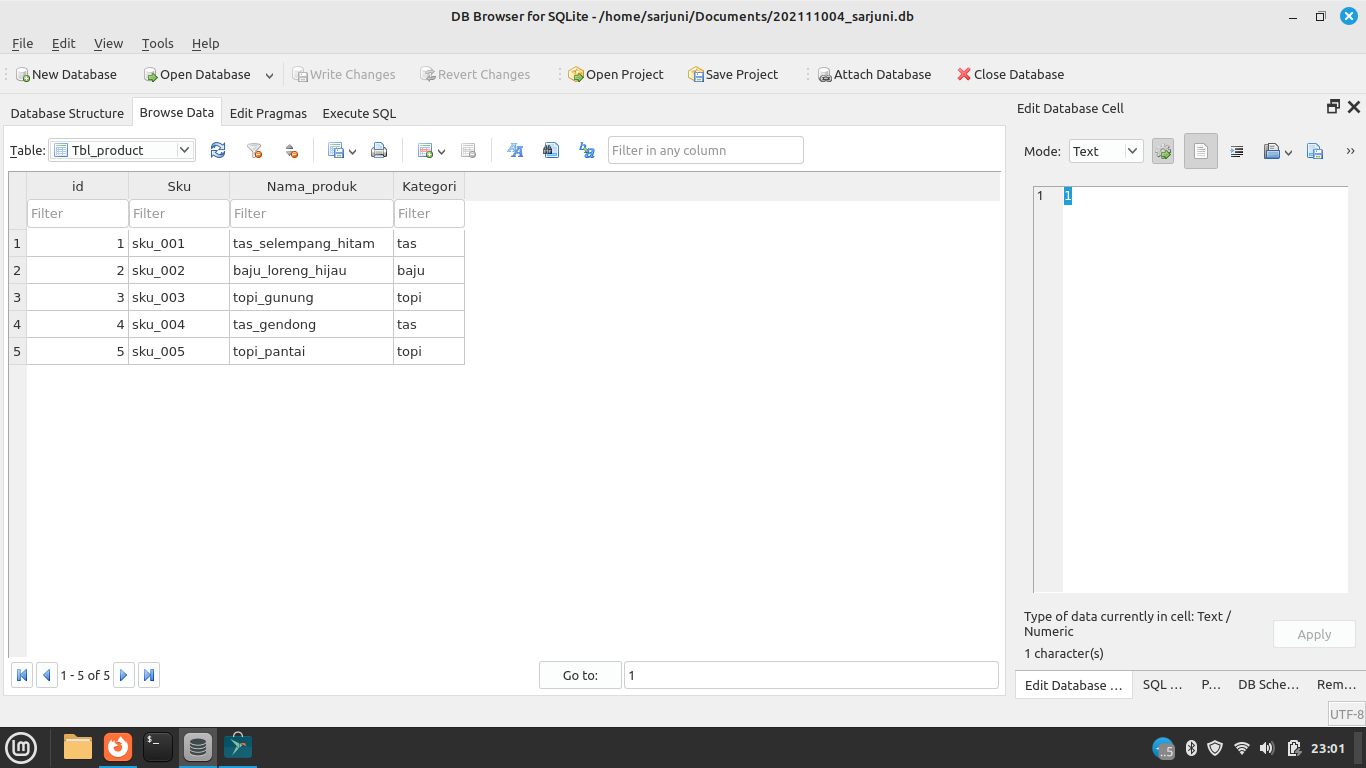 DB Browser for SQLite - /home/sarjuni/Documents/202111004_sarjuni.db
File Edit View Tools Help
New Database Open Database Write Changes Revert Changes Open Project Save Project Attach Database Close Database
Database Structure Browse Data Edit Pragmas Execute SQL
Table: Tbl_product Filter in any column
id Sku Nama_produk Kategori
Filter Filter Filter Filter
1 1 sku_001 tas_selempang_hitam tas
2 2 sku_002 baju_loreng_hijau baju
3 3 sku_003 topi_gunung topi
4 4 sku_004 tas_gendong tas
5 5 sku_005 topi_pantai topi
1 - 5 of 5 Go to: 1
Edit Database Cell
Mode: Text
1 1
Type of data currently in cell: Text /
Numeric
1 character(s)
Apply
Edit Database ... SQL ... P... DB Sche... Rem...
UTF-8
..5 23:01